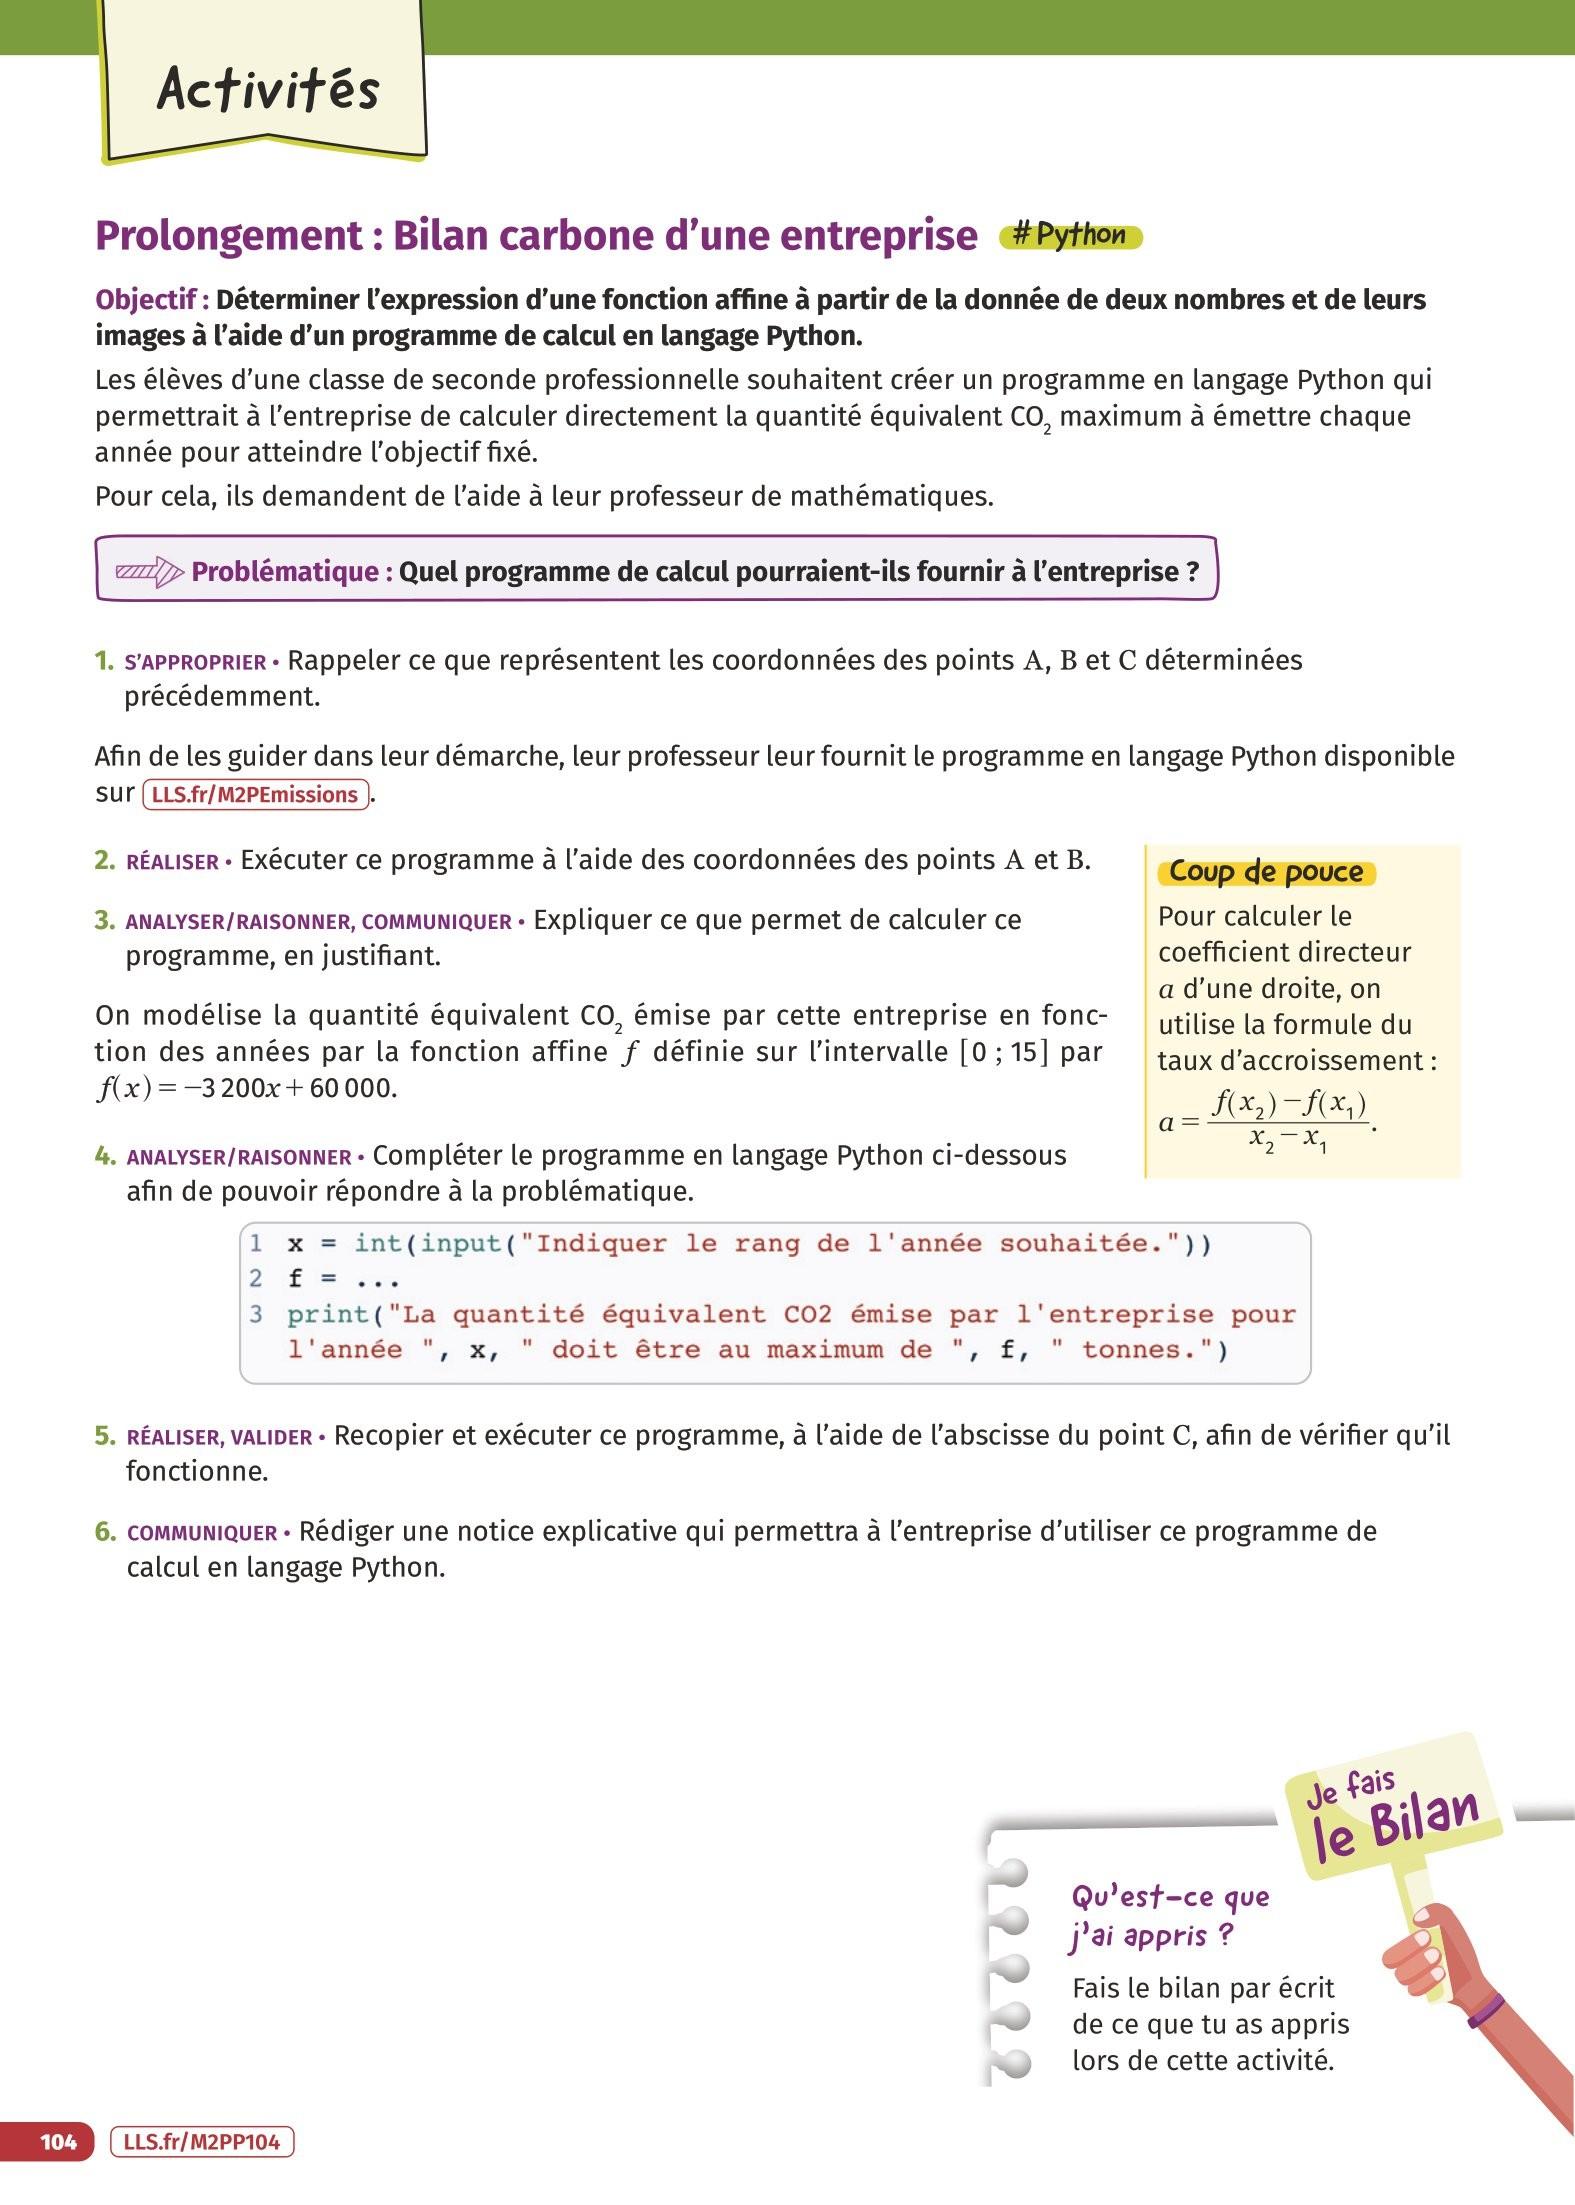 Activités
Prolongement : Bilan carbone d’une entreprise #Python
Objectif : Déterminer l’expression d’une fonction affine à partir de la donnée de deux nombres et de leurs
images à l’aide d’un programme de calcul en langage Python.
Les élèves d’une classe de seconde professionnelle souhaitent créer un programme en langage Python qui
permettrait à l’entreprise de calculer directement la quantité équivalent CO₂ maximum à émettre chaque
année pour atteindre l’objectif fixé.
Pour cela, ils demandent de l’aide à leur professeur de mathématiques.
Problématique : Quel programme de calcul pourraient-ils fournir à l’entreprise ?
1. S’APPROPRIER • Rappeler ce que représentent les coordonnées des points A, B et C déterminées
précédemment.
Afin de les guider dans leur démarche, leur professeur leur fournit le programme en langage Python disponible
sur LLS.fr/M2PEmissions.
2. RÉALISER • Exécuter ce programme à l’aide des coordonnées des points A et B.
3. ANALYSER/RAISONNER, COMMUNIQUER • Expliquer ce que permet de calculer ce
programme, en justifiant.
On modélise la quantité équivalent CO₂ émise par cette entreprise en fonc-
tion des années par la fonction affine f définie sur l’intervalle [0 ; 15] par
f(x) = −3 200x + 60 000.
Coup de pouce
Pour calculer le
coefficient directeur
a d’une droite, on
utilise la formule du
taux d’accroissement :
a = (f(x₂) − f(x₁)) / (x₂ − x₁).
4. ANALYSER/RAISONNER • Compléter le programme en langage Python ci-dessous
afin de pouvoir répondre à la problématique.
1 x = int(input("Indiquer le rang de l'année souhaitée."))
2 f = ...
3 print("La quantité équivalent CO2 émise par l'entreprise pour
l'année ", x, " doit être au maximum de ", f, " tonnes.")
5. RÉALISER, VALIDER • Recopier et exécuter ce programme, à l’aide de l’abscisse du point C, afin de vérifier qu’il
fonctionne.
6. COMMUNIQUER • Rédiger une notice explicative qui permettra à l’entreprise d’utiliser ce programme de
calcul en langage Python.
Je fais
le Bilan
Qu’est-ce que
j’ai appris ?
Fais le bilan par écrit
de ce que tu as appris
lors de cette activité.
104 LLS.fr/M2PP104